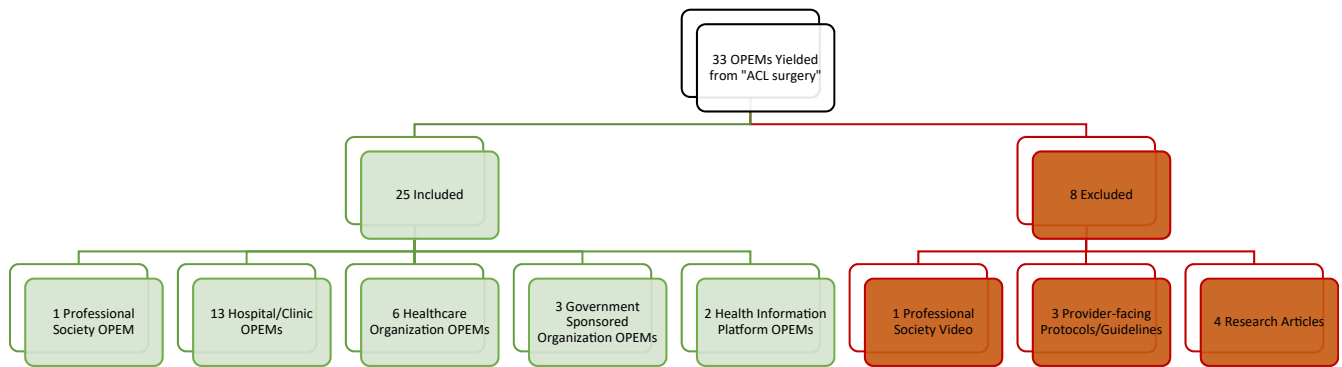 33 OPEMs Yielded
from "ACL surgery"
25 Included
8 Excluded
1 Professional
Society OPEM
13 Hospital/Clinic
OPEMs
6 Healthcare
Organization OPEMs
3 Government
Sponsored
Organization OPEMs
2 Health Information
Platform OPEMs
1 Professional
Society Video
3 Provider-facing
Protocols/Guidelines
4 Research Articles